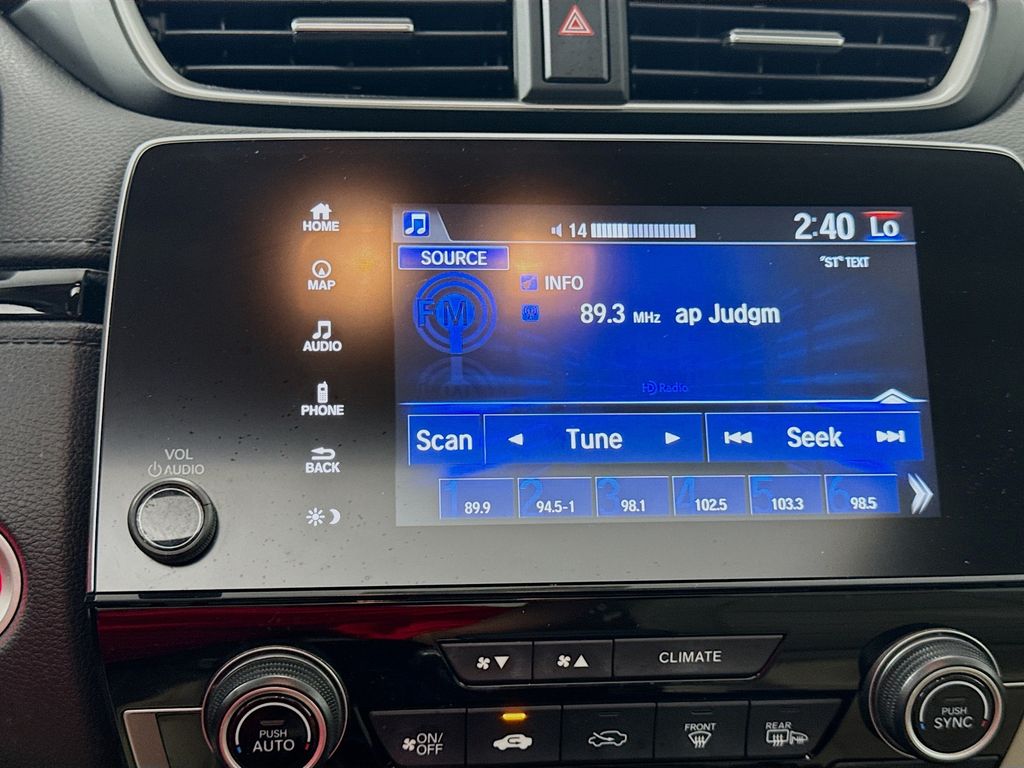 HOME
14
2:40 Lo
SOURCE
"ST" TEXT
MAP
INFO
FM
89.3 MHz ap Judgm
AUDIO
HD Radio
PHONE
Scan Tune Seek
VOL
AUDIO
BACK
1 89.9 2 94.5-1 3 98.1 4 102.5 5 103.3 6 98.5
CLIMATE
PUSH
AUTO
ON/
OFF
FRONT
REAR
PUSH
SYNC